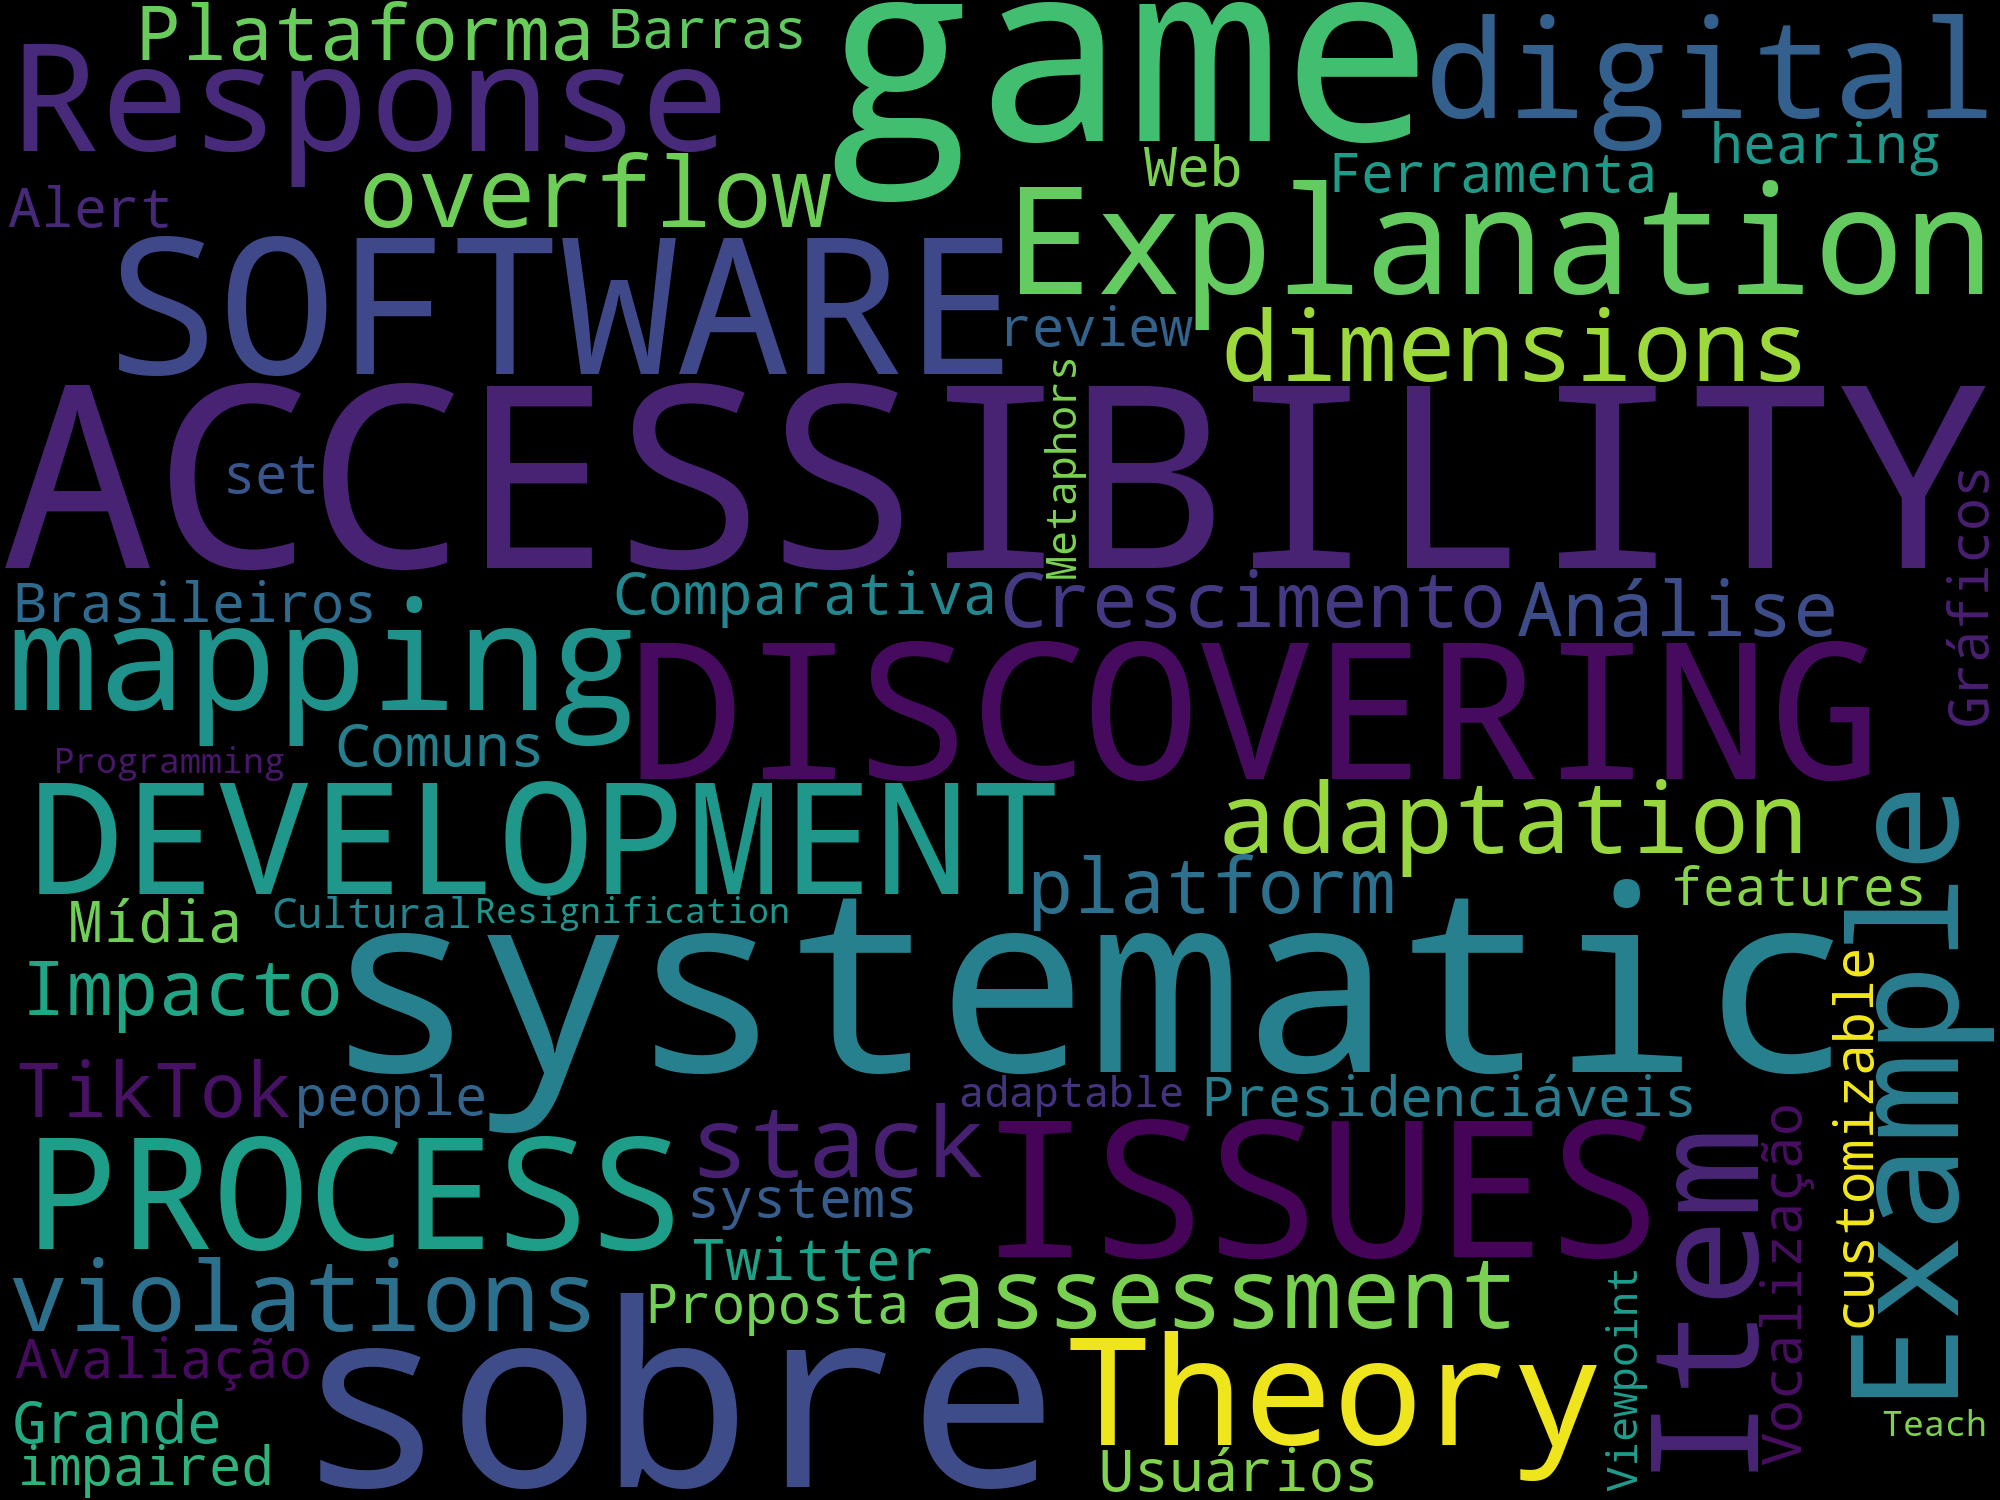 Plataforma
Barras
game
digital
Response
hearing
Web
Ferramenta
Alert
overflow
Explanation
SOFTWARE
review
dimensions
ACCESSIBILITY
set
Metaphors
Gráficos
Brasileiros
Comparativa
Crescimento
Análise
mapping
DISCOVERING
Comuns
Programming
DEVELOPMENT
adaptation
platform
features
Mídia
Cultural
Resignification
systematic
Example
customizable
Impacto
TikTok
people
adaptable
Presidenciáveis
stack
PROCESS
ISSUES
Item
Vocalização
systems
Twitter
violations
Proposta
assessment
Viewpoint
Avaliação
sobre
Theory
Grande
Teach
impaired
Usuários